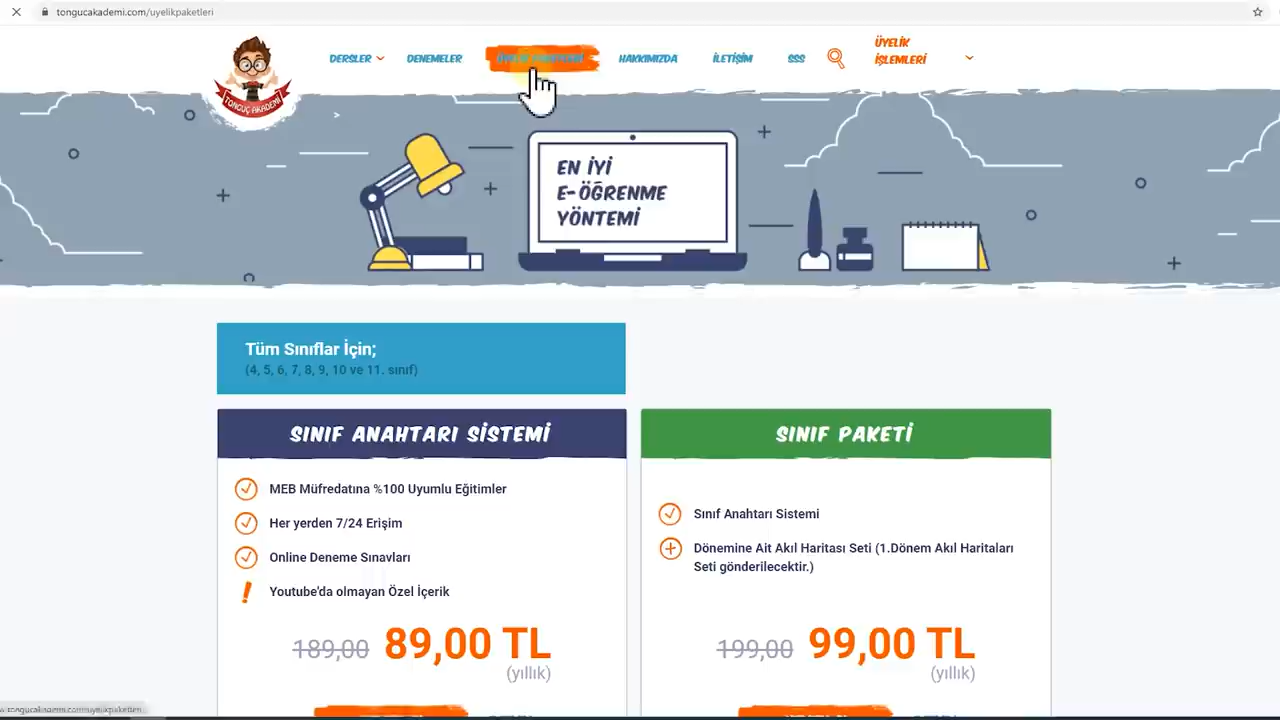 tongucakademi.com/uyelikpaketleri
DERSLER
DENEMELER
HAKKIMIZDA
İLETİŞİM
SSS
ÜYELİK
İŞLEMLERİ
TONGUÇ AKADEMİ
EN İYİ
E-ÖĞRENME
YÖNTEMİ
Tüm Sınıflar İçin;
(4, 5, 6, 7, 8, 9, 10 ve 11. sınıf)
SINIF ANAHTARI SİSTEMİ
MEB Müfredatına %100 Uyumlu Eğitimler
Her yerden 7/24 Erişim
Online Deneme Sınavları
Youtube'da olmayan Özel İçerik
189,00 89,00 TL
(yıllık)
SINIF PAKETİ
Sınıf Anahtarı Sistemi
Dönemine Ait Akıl Haritası Seti (1.Dönem Akıl Haritaları
Seti gönderilecektir.)
199,00 99,00 TL
(yıllık)